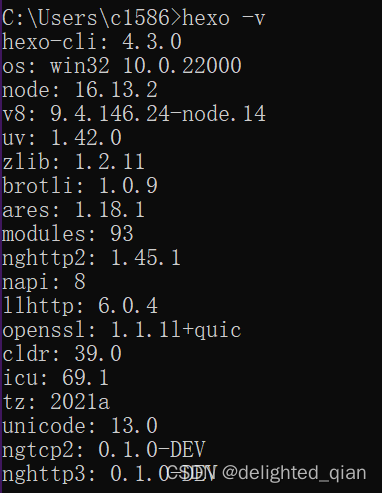 C:\Users\c1586>hexo -v
hexo-cli: 4.3.0
os: win32 10.0.22000
node: 16.13.2
v8: 9.4.146.24-node.14
uv: 1.42.0
zlib: 1.2.11
brotli: 1.0.9
ares: 1.18.1
modules: 93
nghttp2: 1.45.1
napi: 8
llhttp: 6.0.4
openssl: 1.1.1l+quic
cldr: 39.0
icu: 69.1
tz: 2021a
unicode: 13.0
ngtcp2: 0.1.0-DEV
nghttp3: 0.1.0-DEV
CSDN @delighted_qian